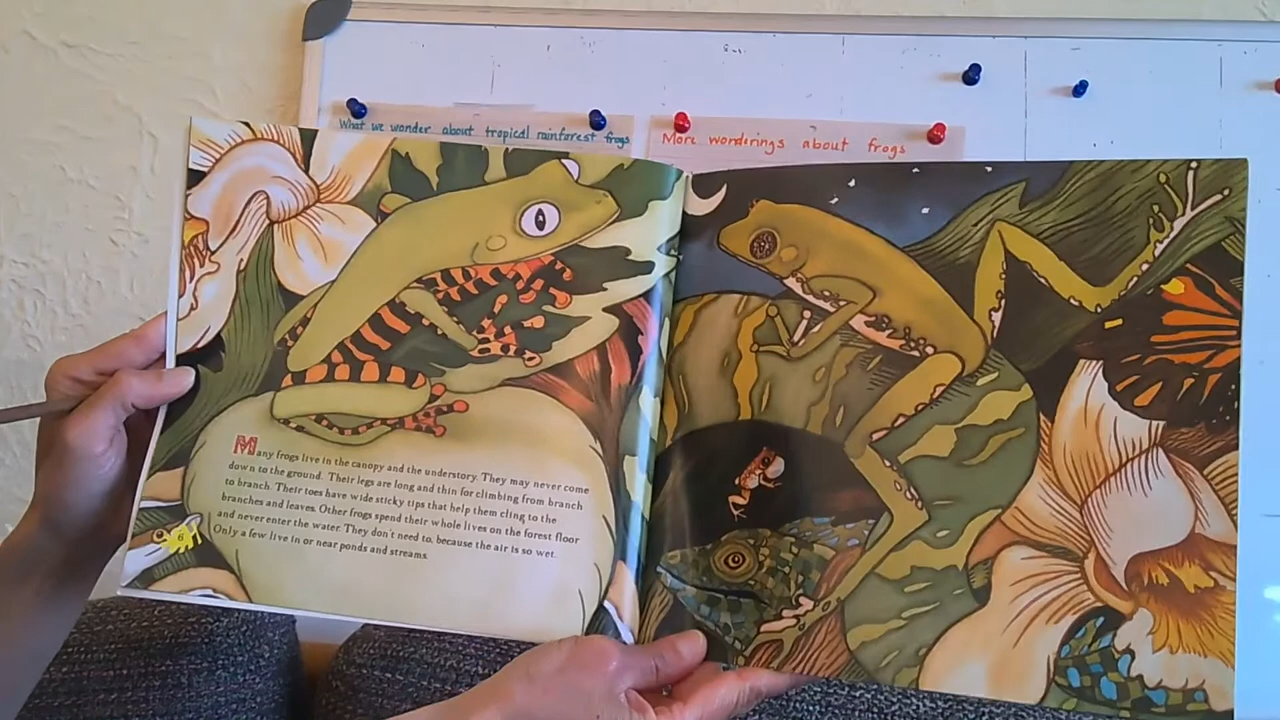 What we wonder about tropical rainforest frogs
More wonderings about frogs
Many frogs live in the canopy and the understory. They may never come
down to the ground. Their legs are long and thin for climbing from branch
to branch. Their toes have wide sticky tips that help them cling to the
branches and leaves. Other frogs spend their whole lives on the forest floor
and never enter the water. They don't need to, because the air is so wet.
Only a few live in or near ponds and streams.
6